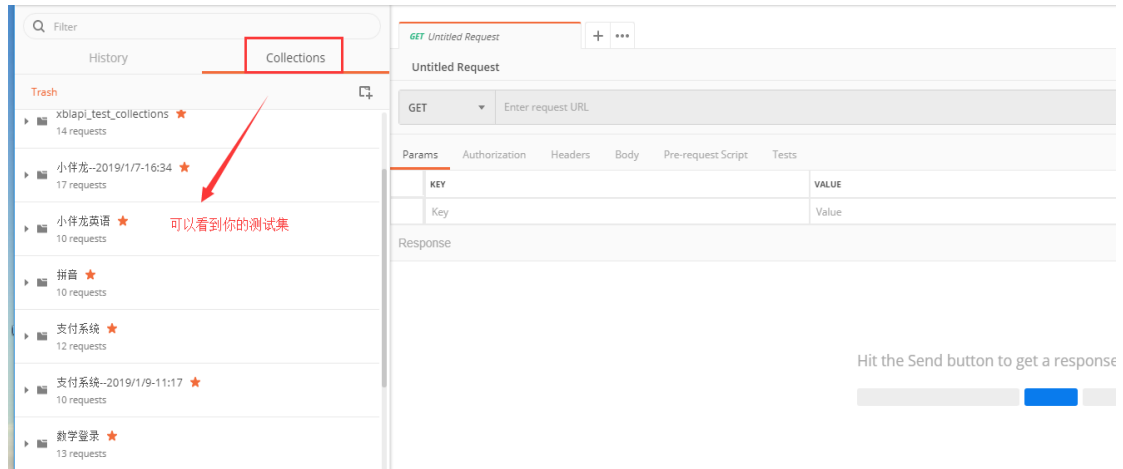 Filter
History
Collections
Trash
xblapi_test_collections
14 requests
小伴龙--2019/1/7-16:34
17 requests
小伴龙英语
10 requests
可以看到你的测试集
拼音
10 requests
支付系统
12 requests
支付系统--2019/1/9-11:17
10 requests
数学登录
13 requests
GET Untitled Request
Untitled Request
GET
Enter request URL
Params Authorization Headers Body Pre-request Script Tests
KEY VALUE
Key Value
Response
Hit the Send button to get a response